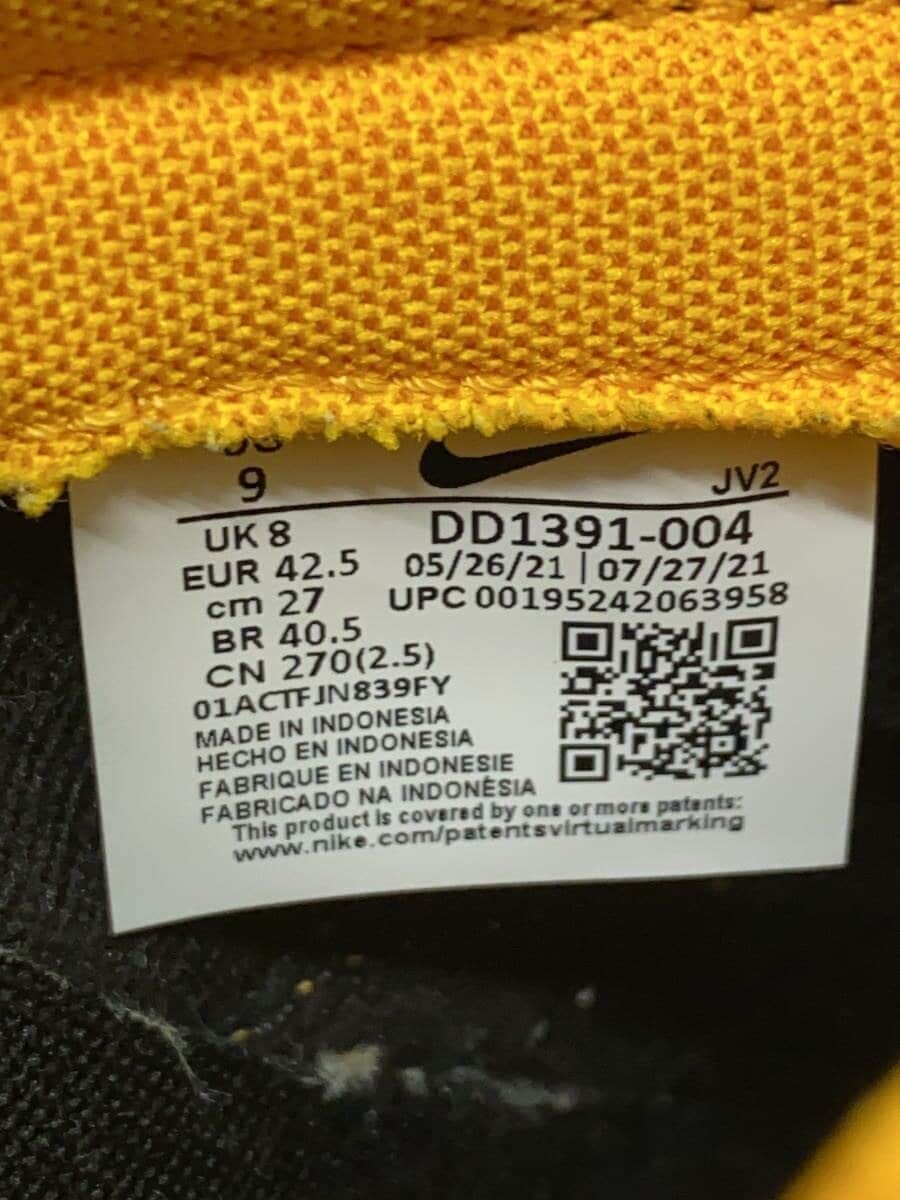 9
JV2
UK 8
DD1391-004
EUR 42.5
05/26/21 | 07/27/21
cm 27
UPC 00195242063958
BR 40.5
CN 270(2.5)
01ACTFJN839FY
MADE IN INDONESIA
HECHO EN INDONESIA
FABRIQUE EN INDONESIE
FABRICADO NA INDONÉSIA
This product is covered by one or more patents:
www.nike.com/patentsvirtualmarking